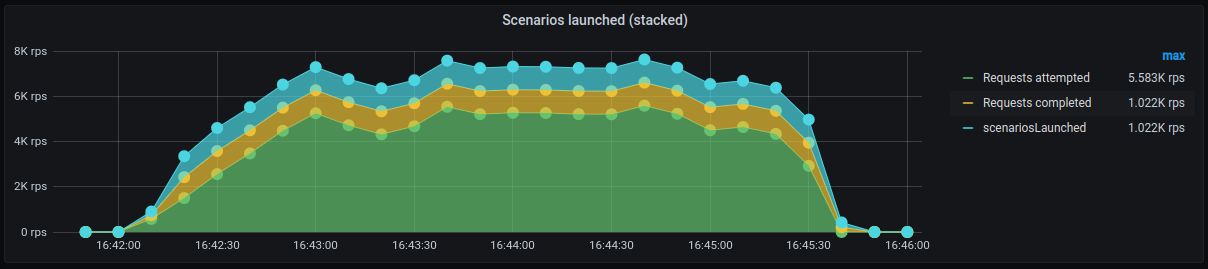 Scenarios launched (stacked)
8K rps
6K rps
4K rps
2K rps
0 rps
16:42:00 16:42:30 16:43:00 16:43:30 16:44:00 16:44:30 16:45:00 16:45:30 16:46:00
max
Requests attempted 5.583K rps
Requests completed 1.022K rps
scenariosLaunched 1.022K rps